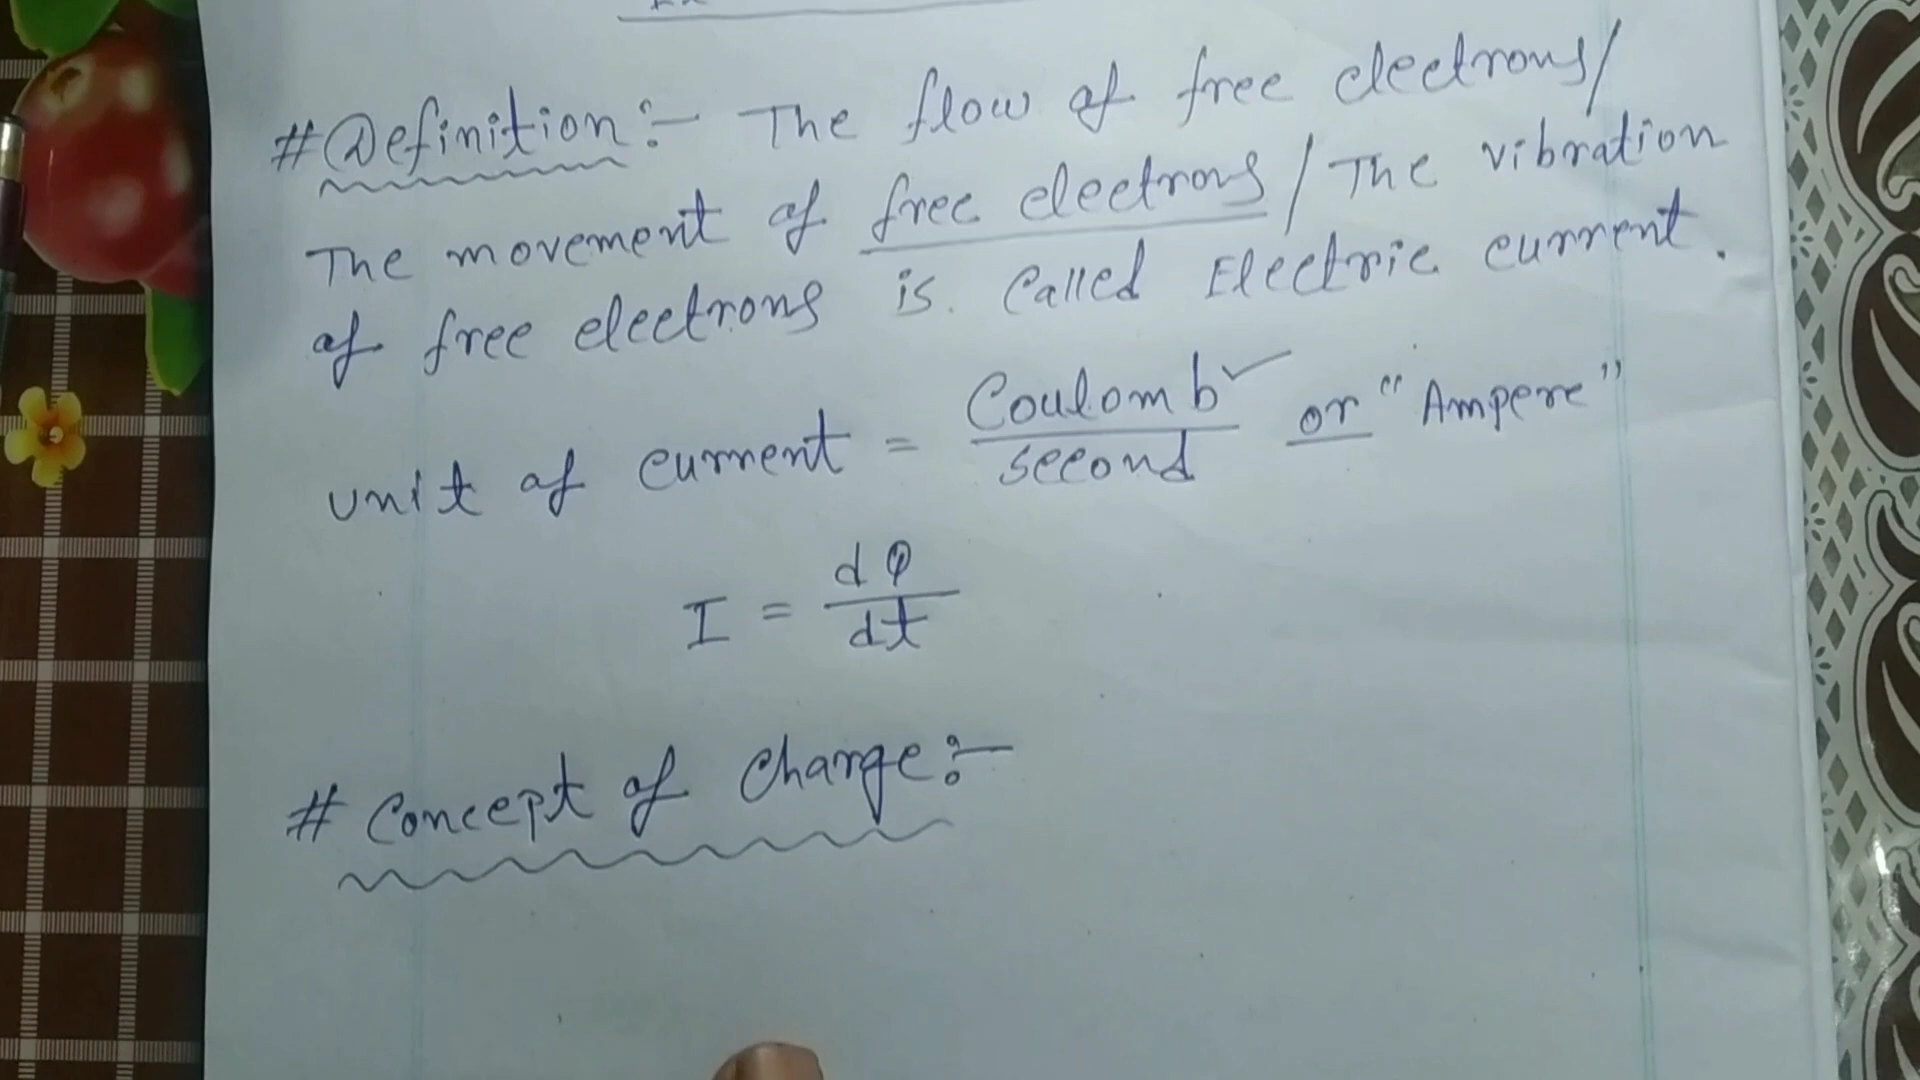 #Definition:- The flow of free electrons/
The movement of free electrons / The vibration
of free electrons is called Electric current.
unit of current = Coulomb/second or "Ampere"
I = dQ/dt
# Concept of Charge:-